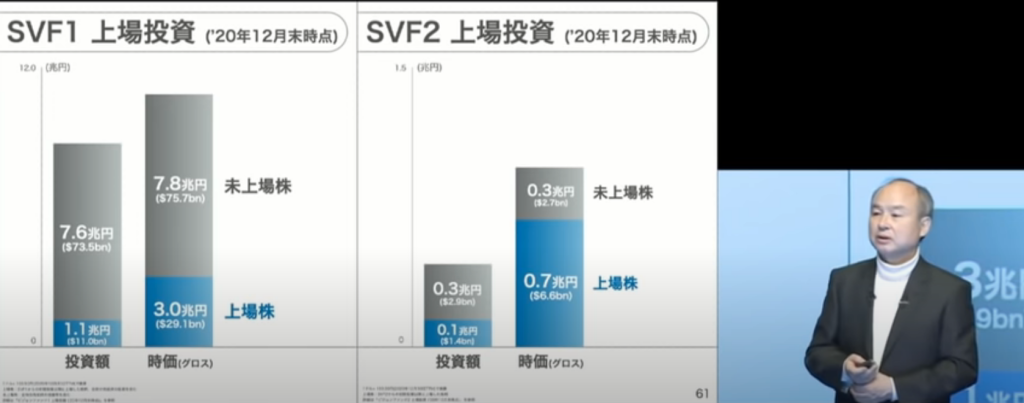 SVF1 上場投資 ('20年12月末時点)
12.0 (兆円)
7.6兆円
($73.5bn)
1.1兆円
($11.0bn)
7.8兆円
($75.7bn)
未上場株
3.0兆円
($29.1bn)
上場株
0
投資額
時価(グロス)
SVF2 上場投資 ('20年12月末時点)
1.5 (兆円)
0.3兆円
($2.9bn)
0.1兆円
($1.4bn)
0.3兆円
($2.7bn)
未上場株
0.7兆円
($6.6bn)
上場株
0
投資額
時価(グロス)
61
3兆
9bn
1兆